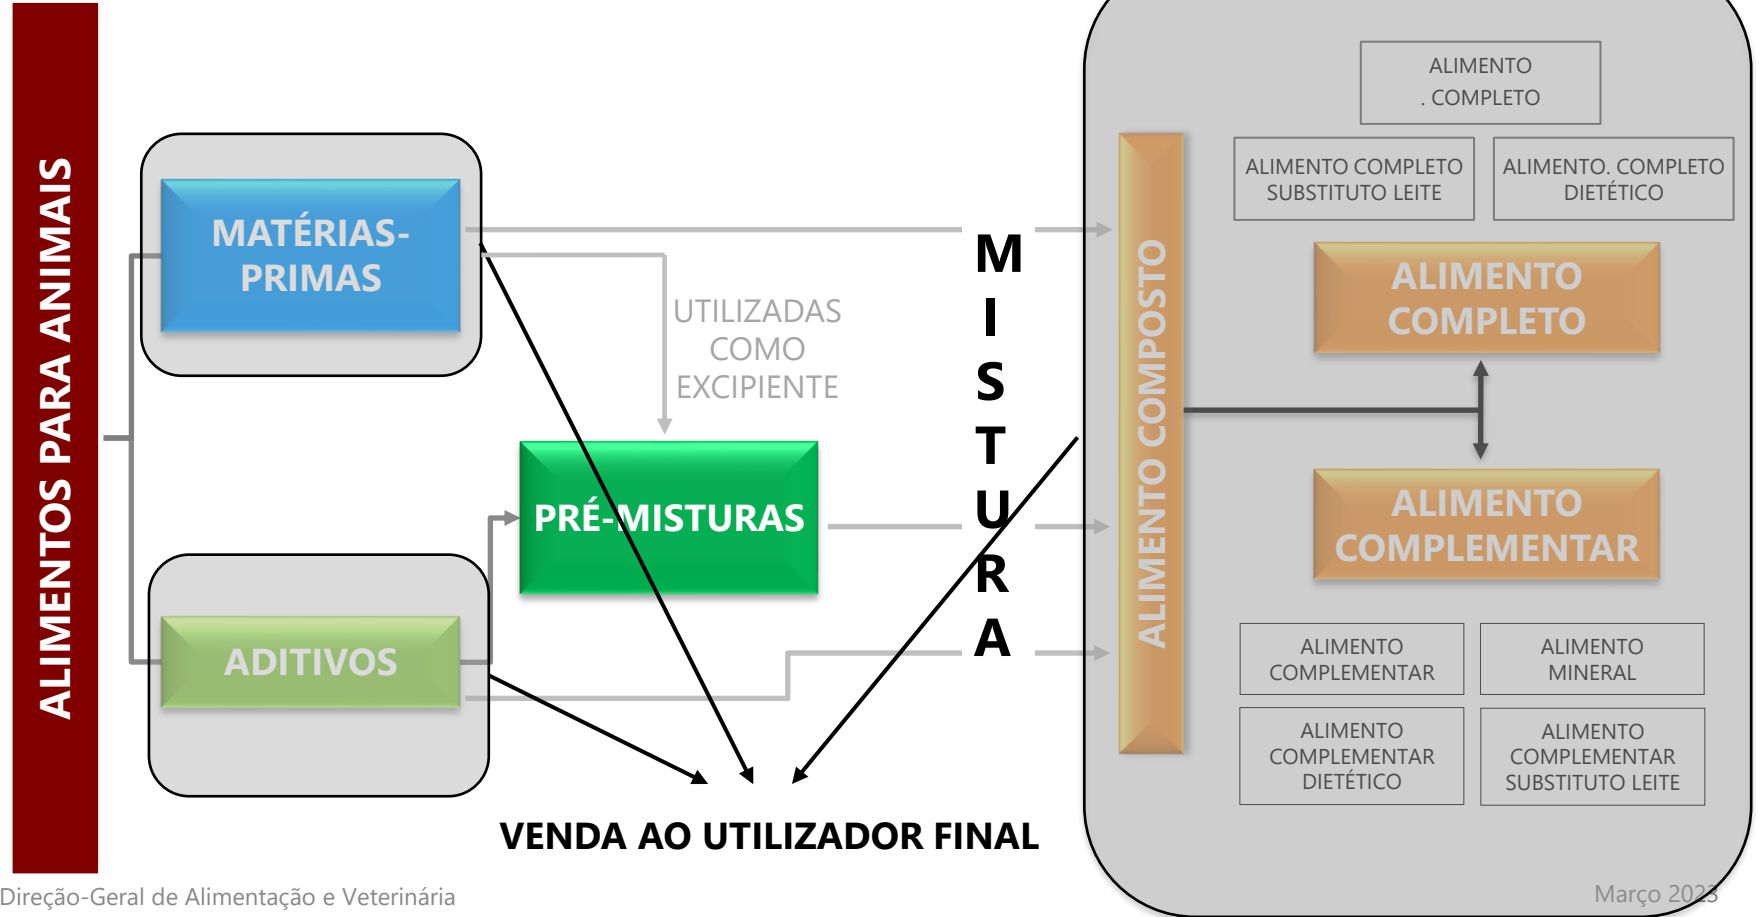 ALIMENTOS PARA ANIMAIS
MATÉRIAS-
PRIMAS
UTILIZADAS
COMO
EXCIPIENTE
PRÉ-MISTURAS
ADITIVOS
M
I
S
T
U
R
A
VENDA AO UTILIZADOR FINAL
ALIMENTO COMPOSTO
ALIMENTO
. COMPLETO
ALIMENTO COMPLETO
SUBSTITUTO LEITE
ALIMENTO. COMPLETO
DIETÉTICO
ALIMENTO
COMPLETO
ALIMENTO
COMPLEMENTAR
ALIMENTO
COMPLEMENTAR
ALIMENTO
MINERAL
ALIMENTO
COMPLEMENTAR
DIETÉTICO
ALIMENTO
COMPLEMENTAR
SUBSTITUTO LEITE
Direção-Geral de Alimentação e Veterinária
Março 2023